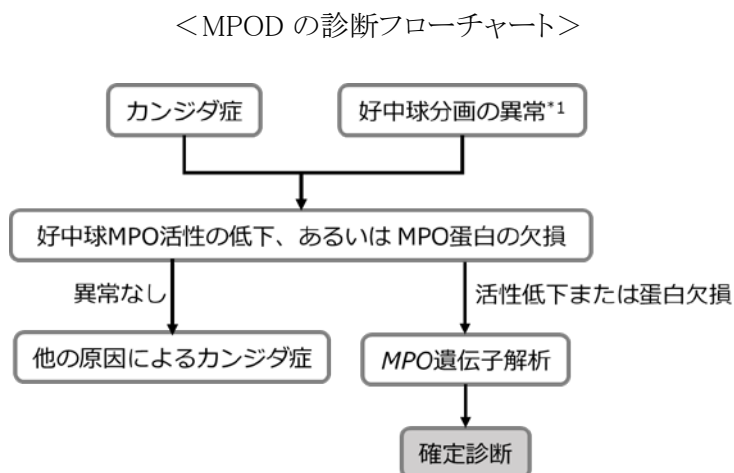 ＜MPOD の診断フローチャート＞
カンジダ症
好中球分画の異常*1
好中球MPO活性の低下、あるいは MPO蛋白の欠損
異常なし
活性低下または蛋白欠損
他の原因によるカンジダ症
MPO遺伝子解析
確定診断